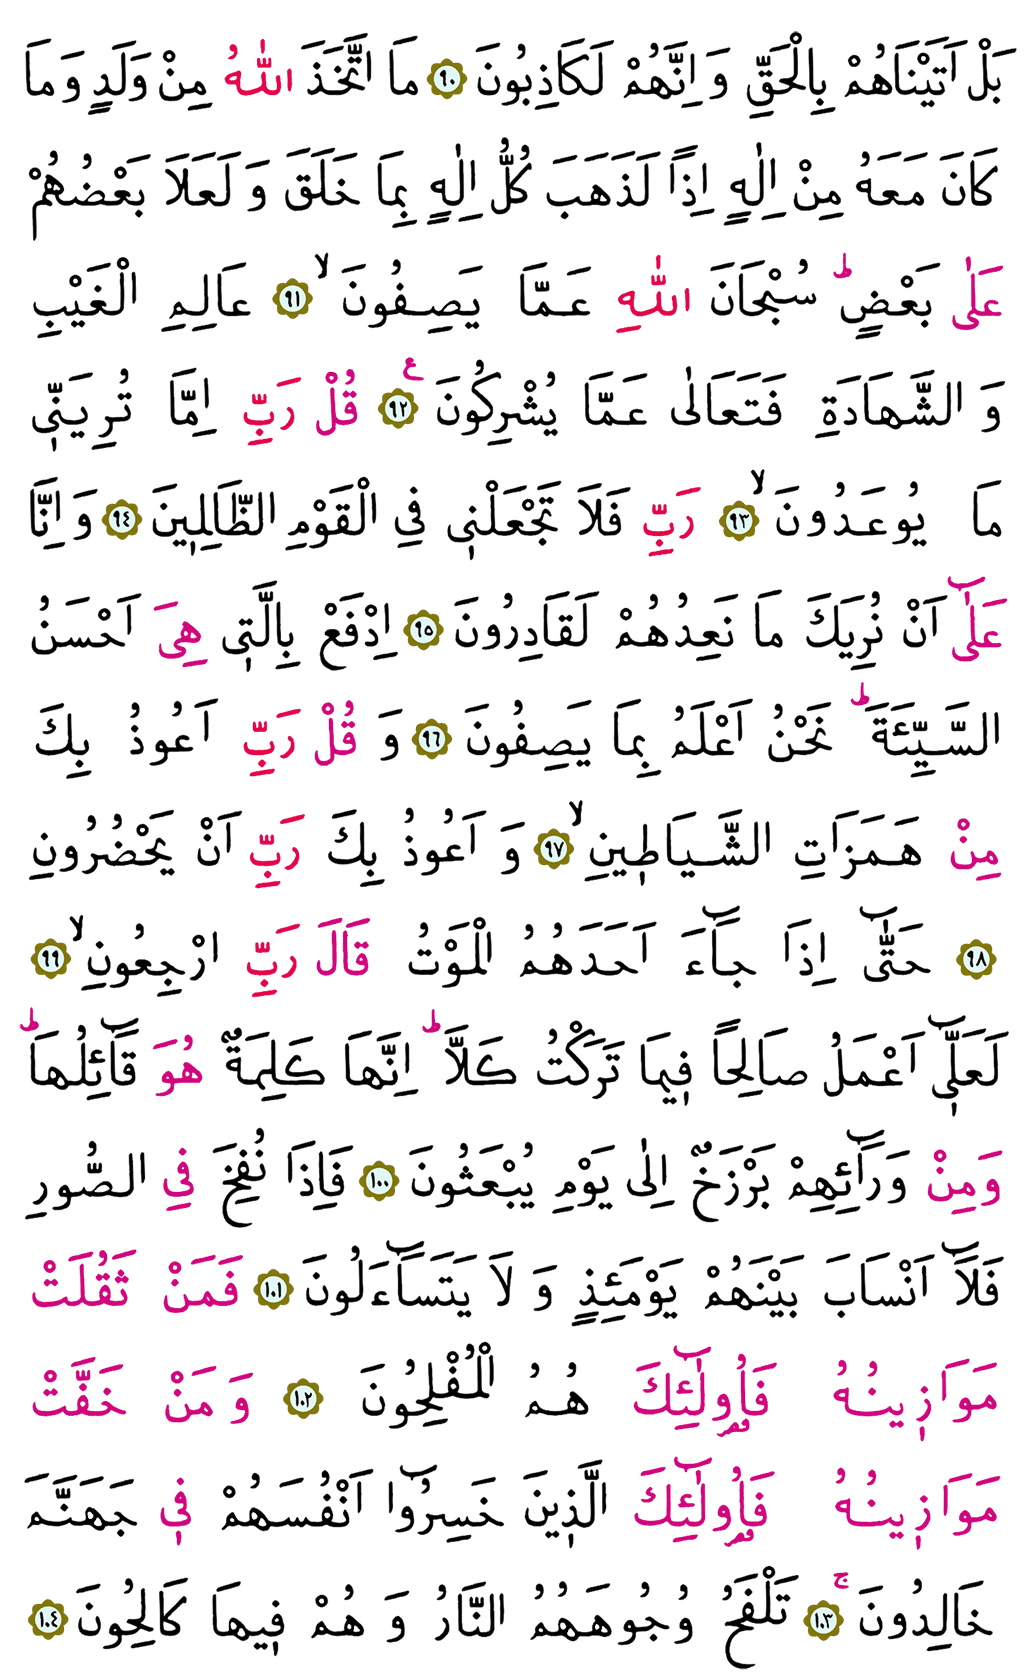 بَلْ اَتَيْنَاهُمْ بِالْحَقِّ وَ اِنَّهُمْ لَكَاذِبُونَ ﴿٩٠﴾ مَا اتَّخَذَ اللّٰهُ مِنْ وَلَدٍ وَ مَا
كَانَ مَعَهُ مِنْ اِلٰهٍ اِذًا لَذَهَبَ كُلُّ اِلٰهٍ بِمَا خَلَقَ وَ لَعَلَا بَعْضُهُمْ
عَلٰى بَعْضٍ ؕ سُبْحَانَ اللّٰهِ عَمَّا يَصِفُونَ ۙ ﴿٩١﴾ عَالِمِ الْغَيْبِ
وَ الشَّهَادَةِ فَتَعَالٰى عَمَّا يُشْرِكُونَ ﴿٩٢﴾ ع قُلْ رَبِّ اِمَّا تُرِيَنّٖى
مَا يُوعَدُونَ ۙ ﴿٩٣﴾ رَبِّ فَلَا تَجْعَلْنٖى فِى الْقَوْمِ الظَّالِمٖينَ ﴿٩٤﴾ وَ اِنَّا
عَلٰٓى اَنْ نُرِيَكَ مَا نَعِدُهُمْ لَقَادِرُونَ ﴿٩٥﴾ اِدْفَعْ بِالَّتٖى هِىَ اَحْسَنُ
السَّيِّئَةَ ؕ نَحْنُ اَعْلَمُ بِمَا يَصِفُونَ ﴿٩٦﴾ وَ قُلْ رَبِّ اَعُوذُ بِكَ
مِنْ هَمَزَاتِ الشَّيَاطٖينِ ۙ ﴿٩٧﴾ وَ اَعُوذُ بِكَ رَبِّ اَنْ يَحْضُرُونِ
﴿٩٨﴾ حَتّٰٓى اِذَا جَٓاءَ اَحَدَهُمُ الْمَوْتُ قَالَ رَبِّ ارْجِعُونِ ۙ ﴿٩٩﴾
لَعَلّٖٓى اَعْمَلُ صَالِحًا فٖيمَا تَرَكْتُ كَلَّا ؕ اِنَّهَا كَلِمَةٌ هُوَ قَٓائِلُهَا ؕ
وَ مِنْ وَرَٓائِهِمْ بَرْزَخٌ اِلٰى يَوْمِ يُبْعَثُونَ ﴿١٠٠﴾ فَاِذَا نُفِخَ فِى الصُّورِ
فَلَٓا اَنْسَابَ بَيْنَهُمْ يَوْمَئِذٍ وَ لَا يَتَسَٓاءَلُونَ ﴿١٠١﴾ فَمَنْ ثَقُلَتْ
مَوَازٖينُهُ فَاُولٰٓئِكَ هُمُ الْمُفْلِحُونَ ﴿١٠٢﴾ وَ مَنْ خَفَّتْ
مَوَازٖينُهُ فَاُولٰٓئِكَ الَّذٖينَ خَسِرُٓوا اَنْفُسَهُمْ فٖى جَهَنَّمَ
خَالِدُونَ ۚ ﴿١٠٣﴾ تَلْفَحُ وُجُوهَهُمُ النَّارُ وَ هُمْ فٖيهَا كَالِحُونَ ﴿١٠٤﴾